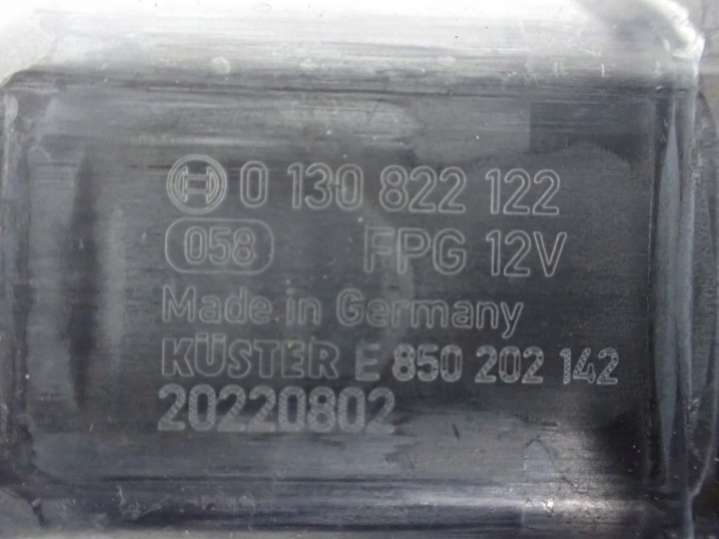 0 130 822 122
058 FPG 12V
Made in Germany
KÜSTER E 850 202 142
20220802